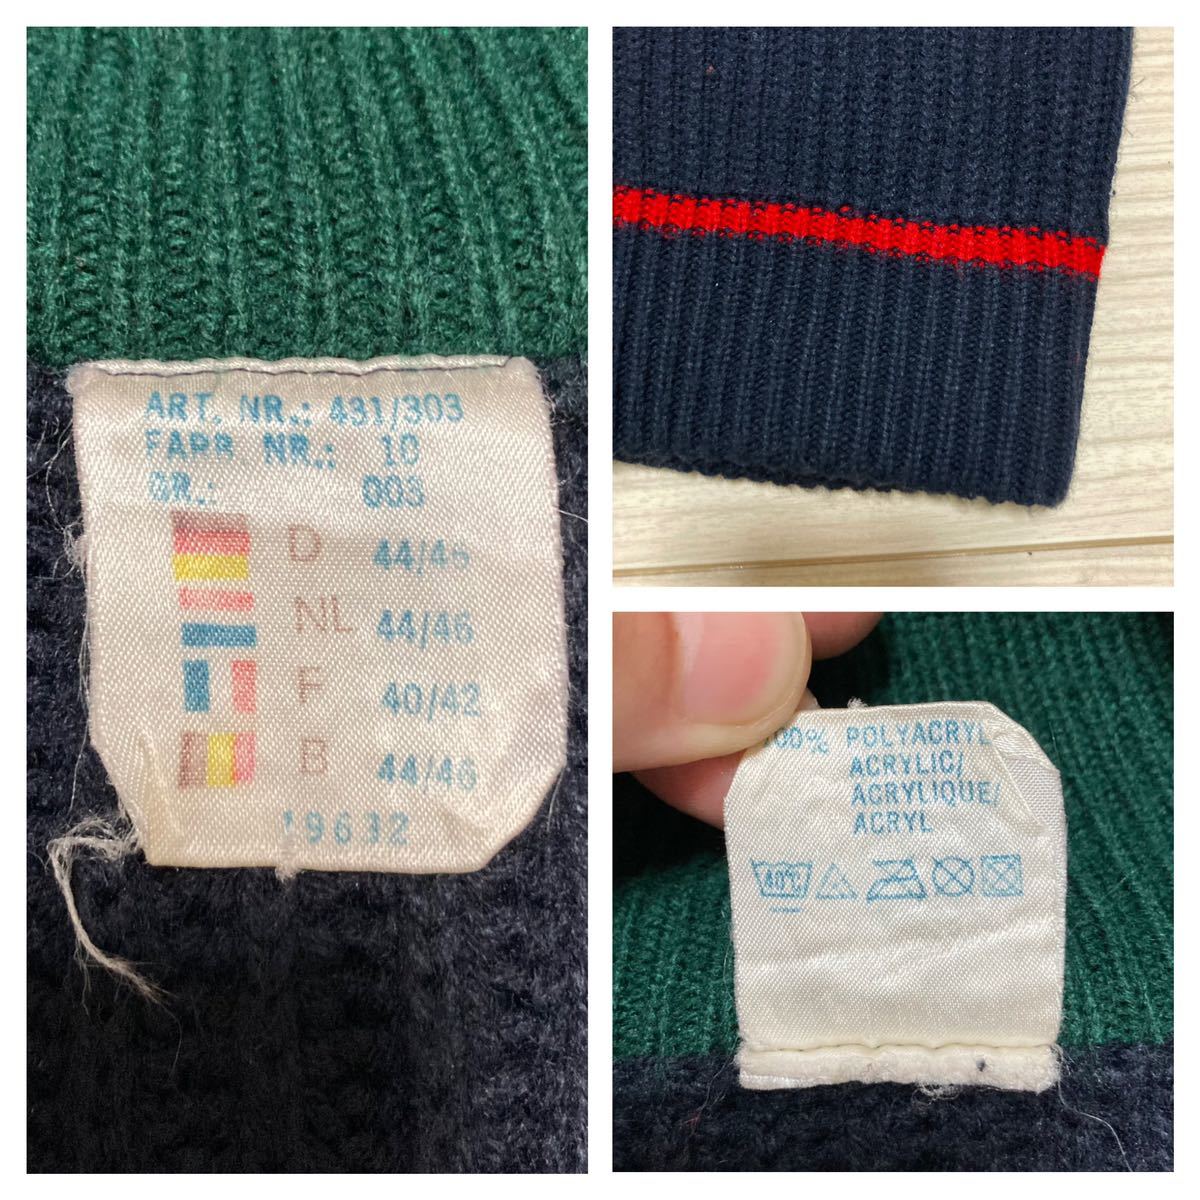 ART. NR.: 431/303
FARB. NR.: 10
GR.: 003
D 44/46
NL 44/46
F 40/42
B 44/46
19632
100% POLYACRYL
ACRYLIC/
ACRYLIQUE/
ACRYL
40°C